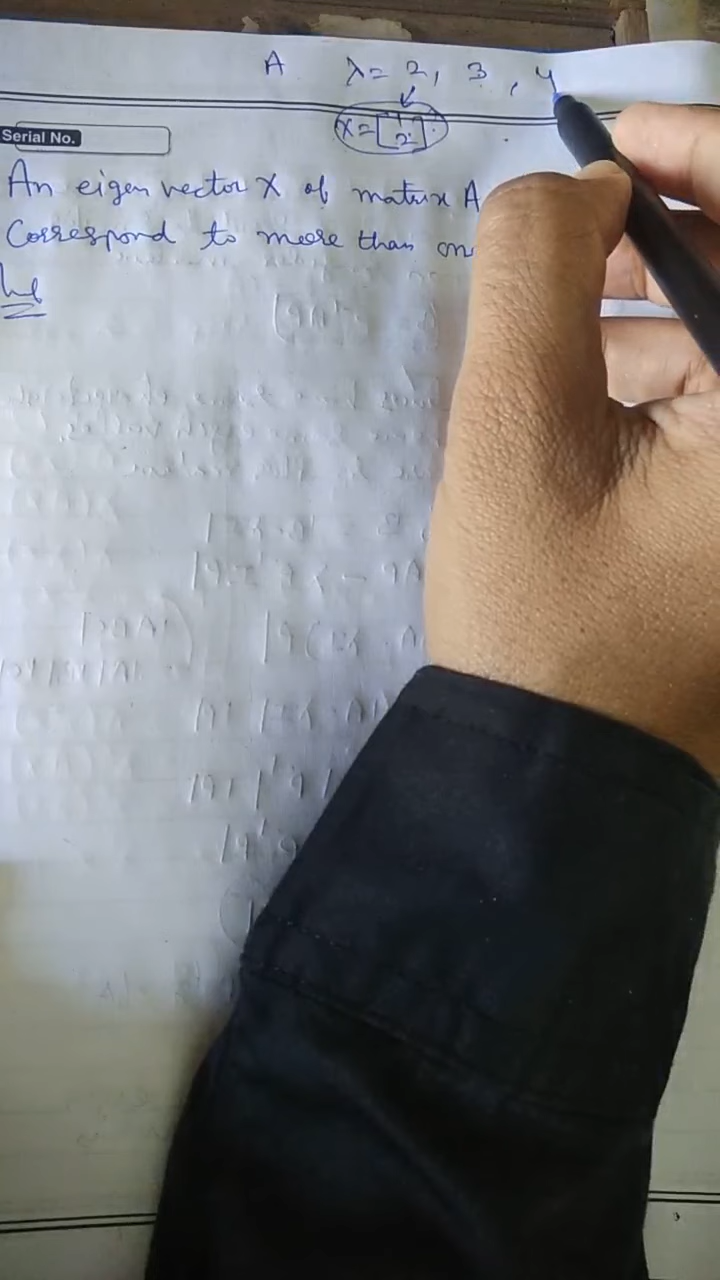 A λ = 2, 3, 4
x = [1 2]
Serial No.
An eigen vector X of matrix A
Correspond to more than